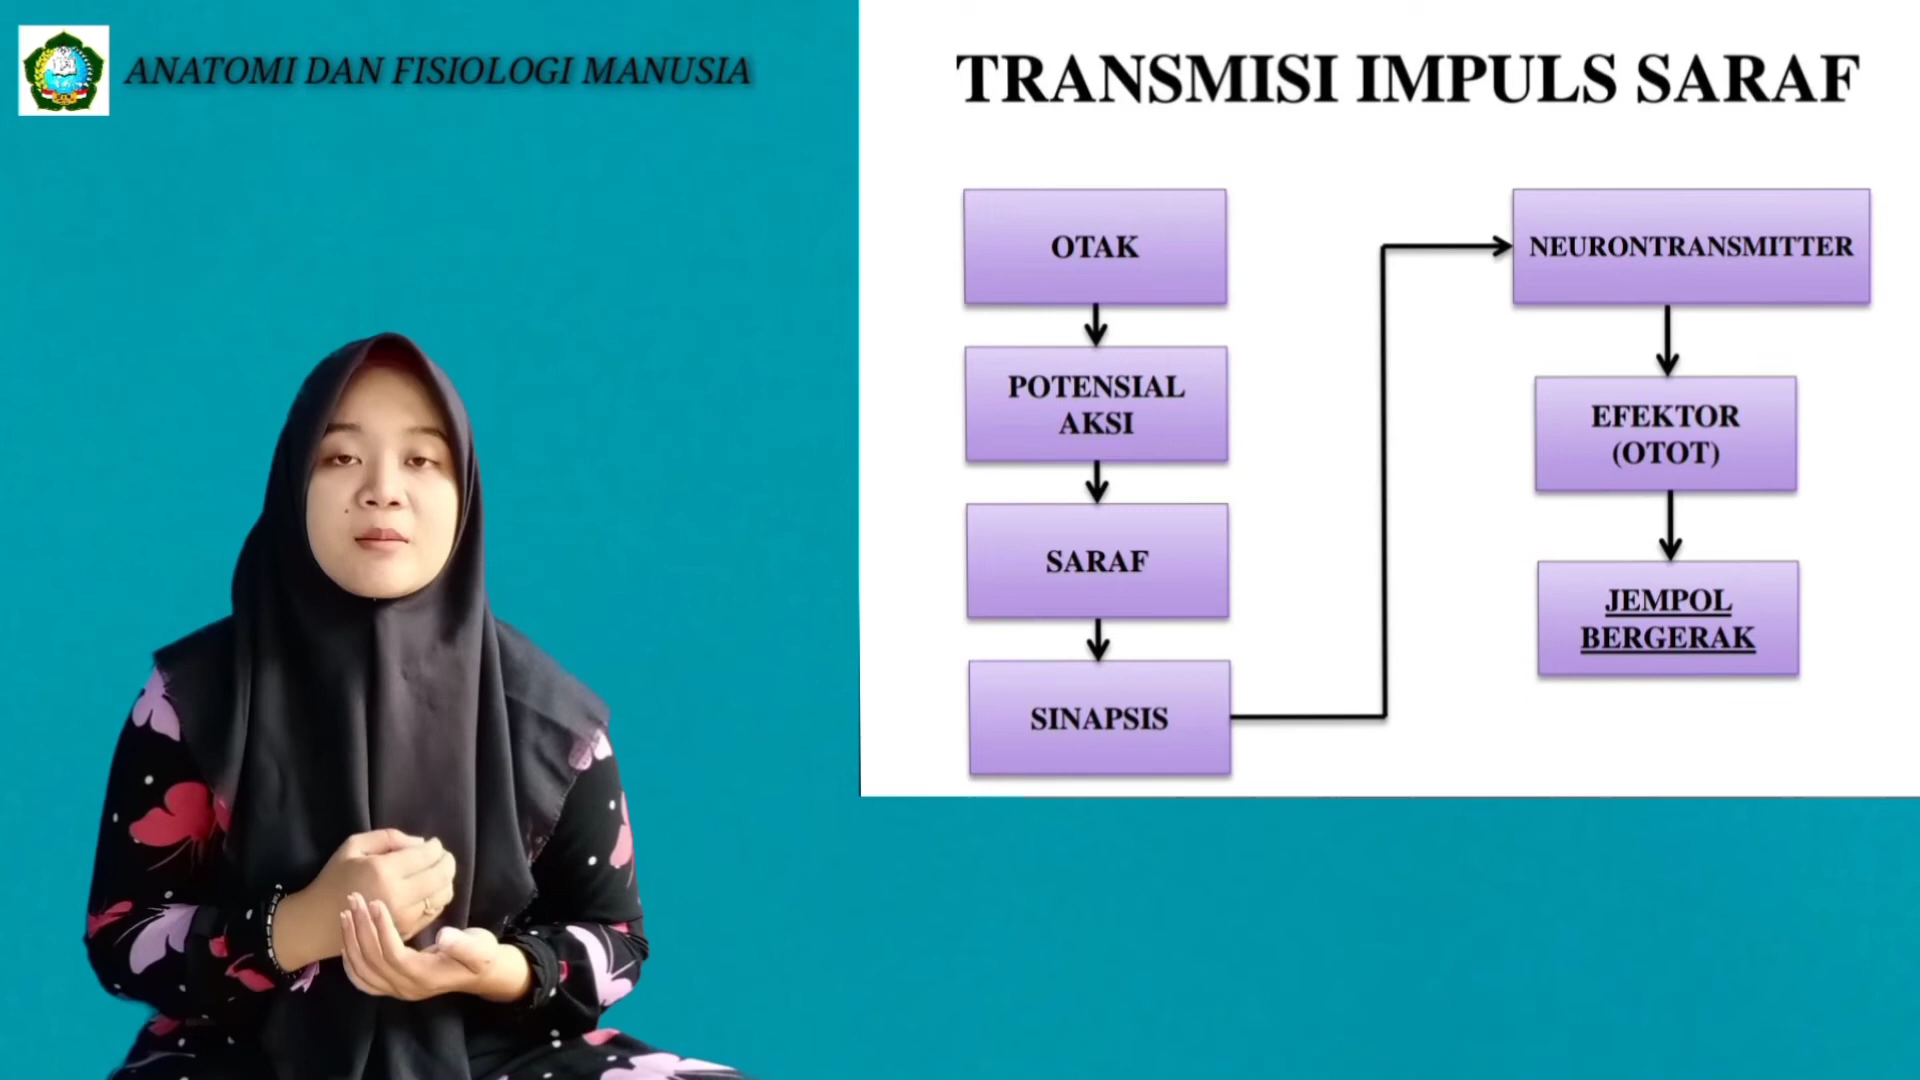 ANATOMI DAN FISIOLOGI MANUSIA
TRANSMISI IMPULS SARAF
OTAK
POTENSIAL
AKSI
SARAF
SINAPSIS
NEURONTRANSMITTER
EFEKTOR
(OTOT)
JEMPOL
BERGERAK